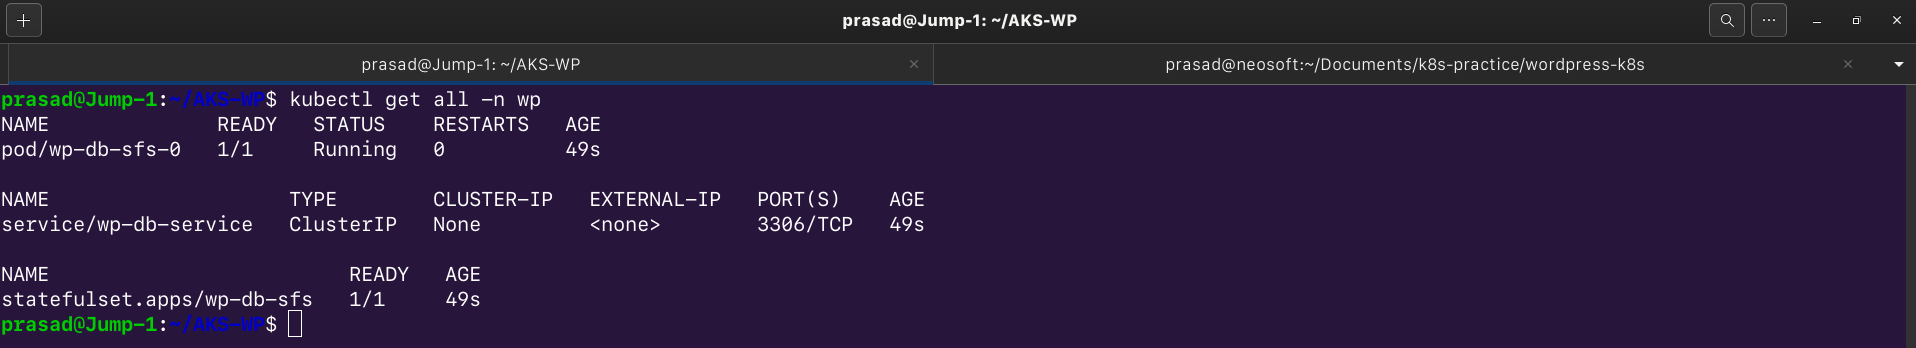 prasad@Jump-1: ~/AKS-WP
prasad@Jump-1: ~/AKS-WP
prasad@neosoft:~/Documents/k8s-practice/wordpress-k8s
prasad@Jump-1:~/AKS-WP$ kubectl get all -n wp
NAME READY STATUS RESTARTS AGE
pod/wp-db-sfs-0 1/1 Running 0 49s
NAME TYPE CLUSTER-IP EXTERNAL-IP PORT(S) AGE
service/wp-db-service ClusterIP None <none> 3306/TCP 49s
NAME READY AGE
statefulset.apps/wp-db-sfs 1/1 49s
prasad@Jump-1:~/AKS-WP$